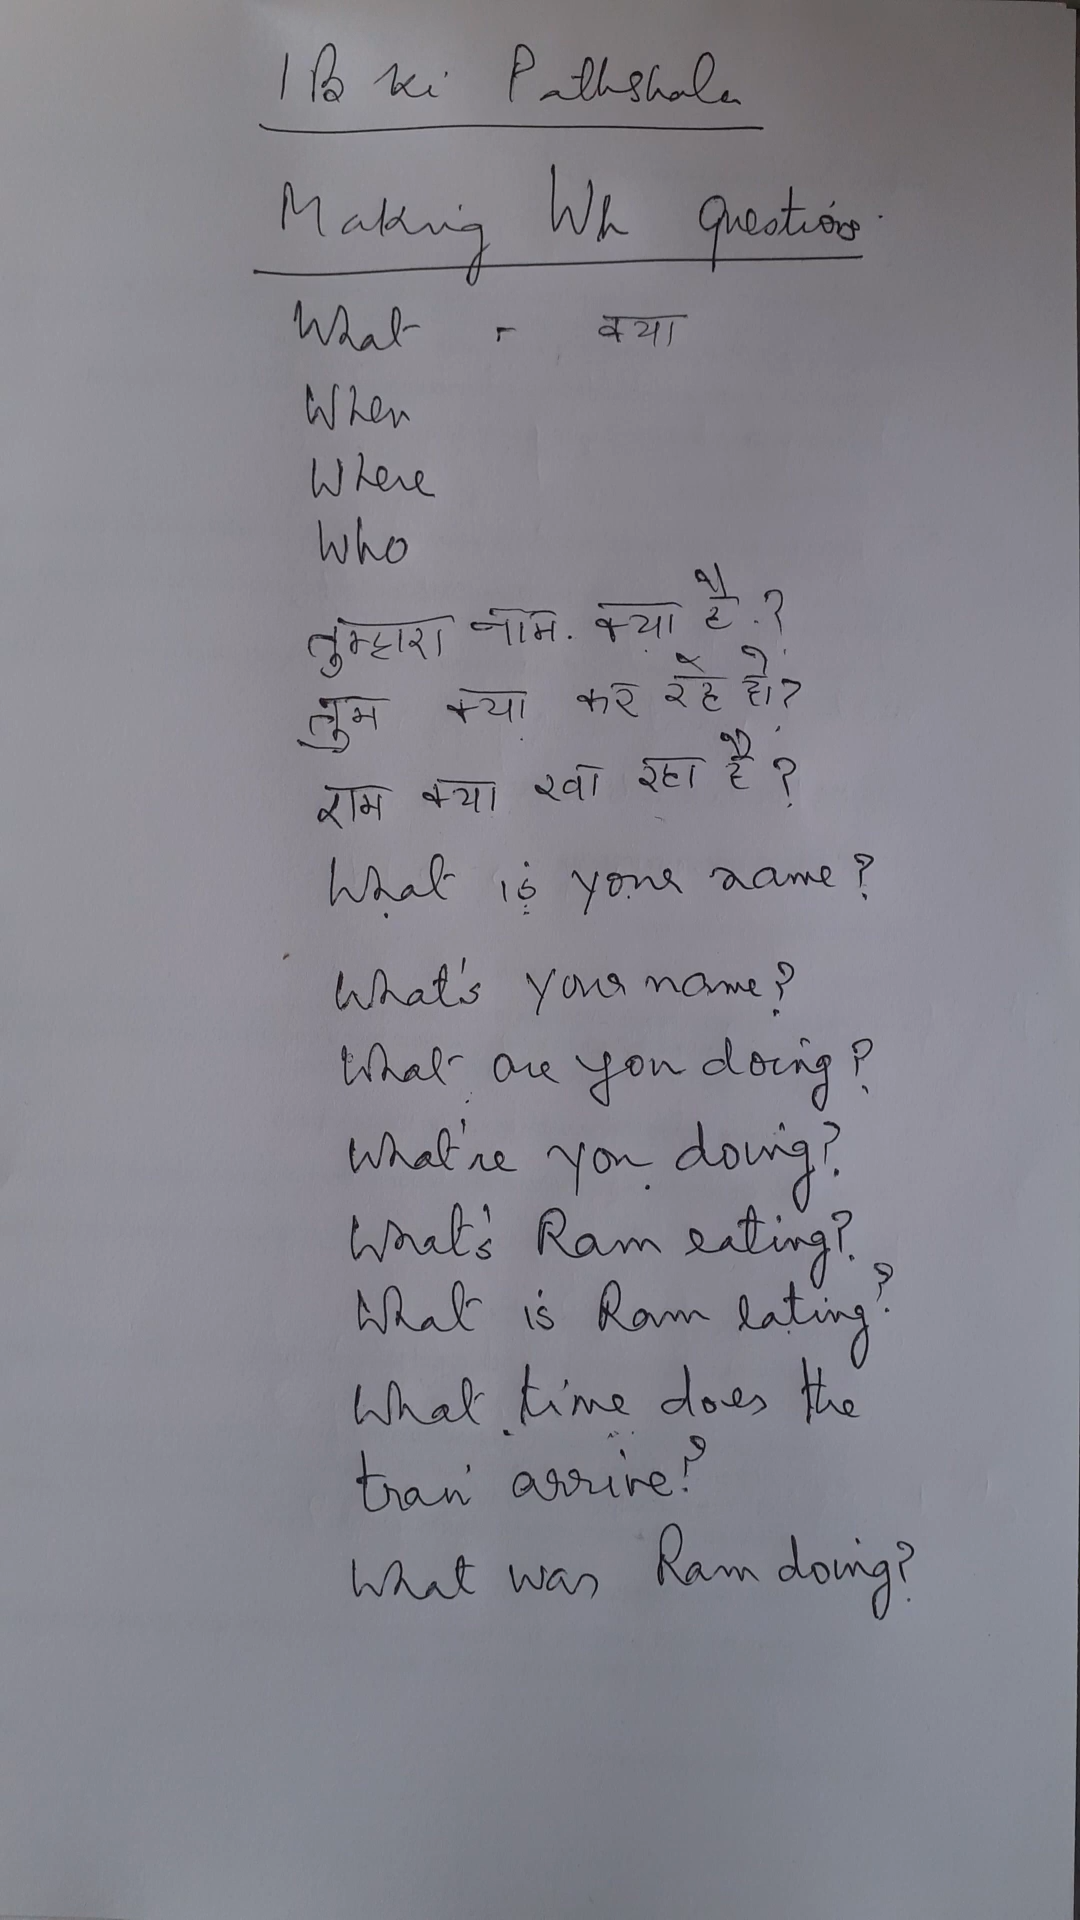 IB ki Pathshala
Making Wh questions
What - क्या
When
Where
Who
तुम्हारा नाम. क्या है.?
तुम क्या कर रहे हो?
राम क्या खा रहा है?
What is your name?
What's your name?
What are you doing?
What're you doing?
What's Ram eating?
What is Ram eating?
What time does the
train arrive?
What was Ram doing?